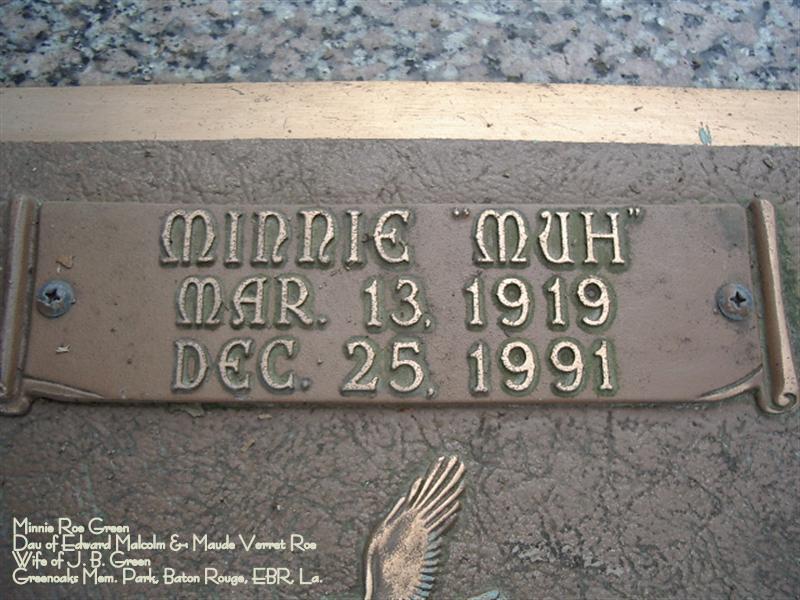 MINNIE "MUH"
MAR. 13, 1919
DEC. 25, 1991
Minnie Roe Green
Dau of Edward Malcolm & Maude Verret Roe
Wife of J. B. Green
Greenoaks Mem. Park, Baton Rouge, EBR, La.